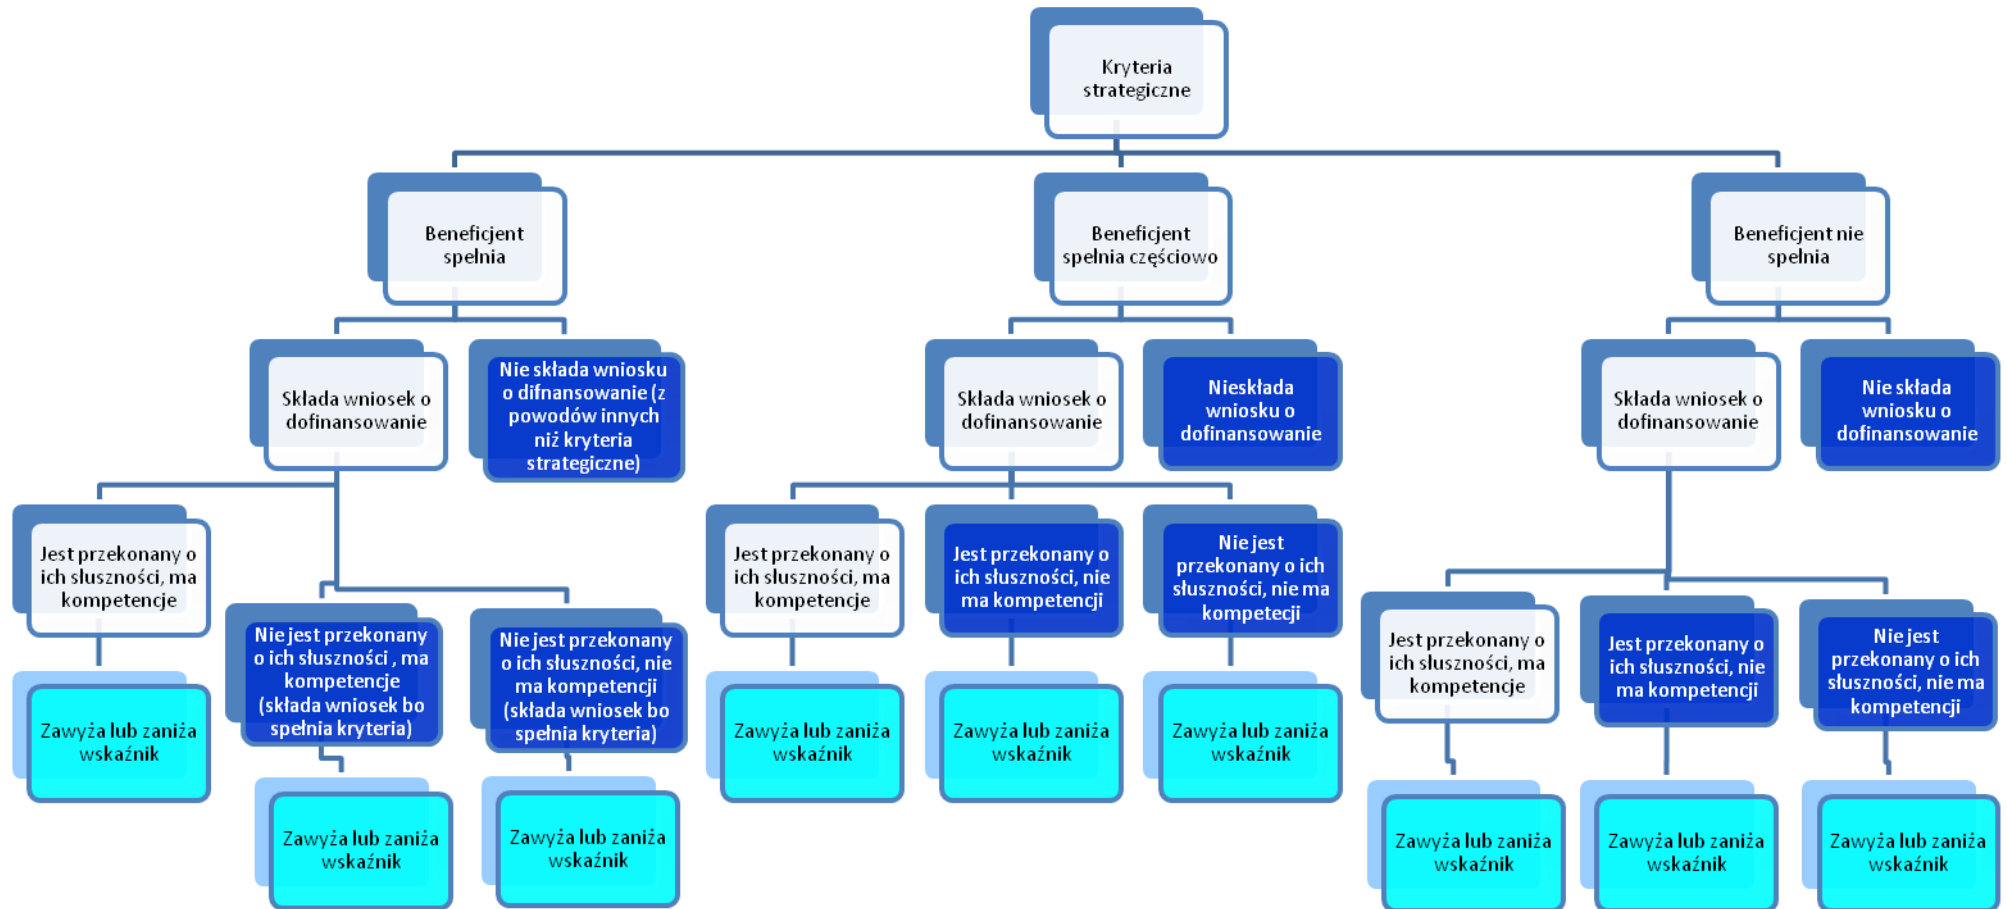 Kryteria
strategiczne
Beneficjent
spełnia
Beneficjent
spełnia częściowo
Beneficjent nie
spełnia
Składa wniosek o
dofinansowanie
Nie składa wniosku
o difnansowanie (z
powodów innych
niż kryteria
strategiczne)
Składa wniosek o
dofinansowanie
Nieskłada
wniosku o
dofinansowanie
Składa wniosek o
dofinansowanie
Nie składa
wniosku o
dofinansowanie
Jest przekonany o
ich słuszności, ma
kompetencje
Nie jest przekonany
o ich słuszności , ma
kompetencje
(składa wniosek bo
spełnia kryteria)
Nie jest przekonany
o ich słuszności, nie
ma kompetencji
(składa wniosek bo
spełnia kryteria)
Jest przekonany o
ich słuszności, ma
kompetencje
Jest przekonany o
ich słuszności, nie
ma kompetencji
Nie jest
przekonany o ich
słuszności, nie ma
kompetecji
Jest przekonany o
ich słuszności, ma
kompetencje
Jest przekonany o
ich słuszności, nie
ma kompetencji
Nie jest
przekonany o ich
słuszności, nie ma
kompetencji
Zawyża lub zaniża
wskaźnik
Zawyża lub zaniża
wskaźnik
Zawyża lub zaniża
wskaźnik
Zawyża lub zaniża
wskaźnik
Zawyża lub zaniża
wskaźnik
Zawyża lub zaniża
wskaźnik
Zawyża lub zaniża
wskaźnik
Zawyża lub zaniża
wskaźnik
Zawyża lub zaniża
wskaźnik